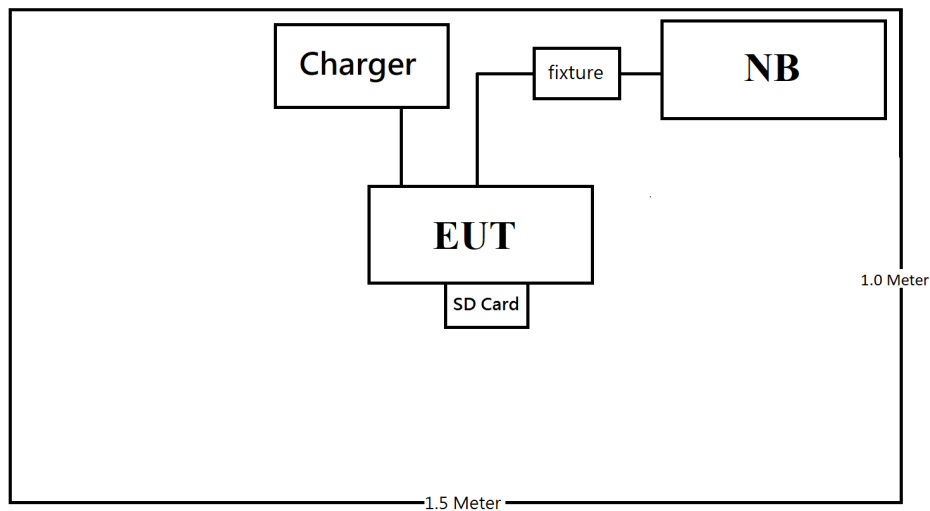 Charger
fixture
NB
EUT
1.0 Meter
SD Card
1.5 Meter